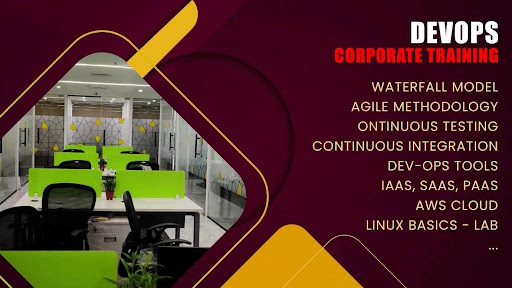 DEVOPS
CORPORATE TRAINING
WATERFALL MODEL
AGILE METHODOLOGY
ONTINUOUS TESTING
CONTINUOUS INTEGRATION
DEV-OPS TOOLS
IAAS, SAAS, PAAS
AWS CLOUD
LINUX BASICS - LAB
...